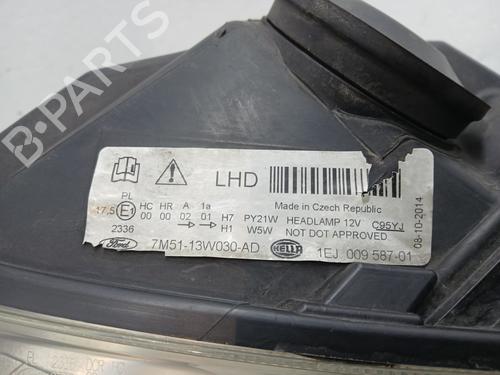 B-PARTS
LHD
Made in Czech Republic
PL HC HR A 1a
17,5 E1 00 00 02 01 H7 PY21W HEADLAMP 12V C95YJ
2336 H1 W5W NOT DOT APPROVED
Ford 7M51-13W030-AD HELLA 1EJ 009 587-01
08-10-2014
PL